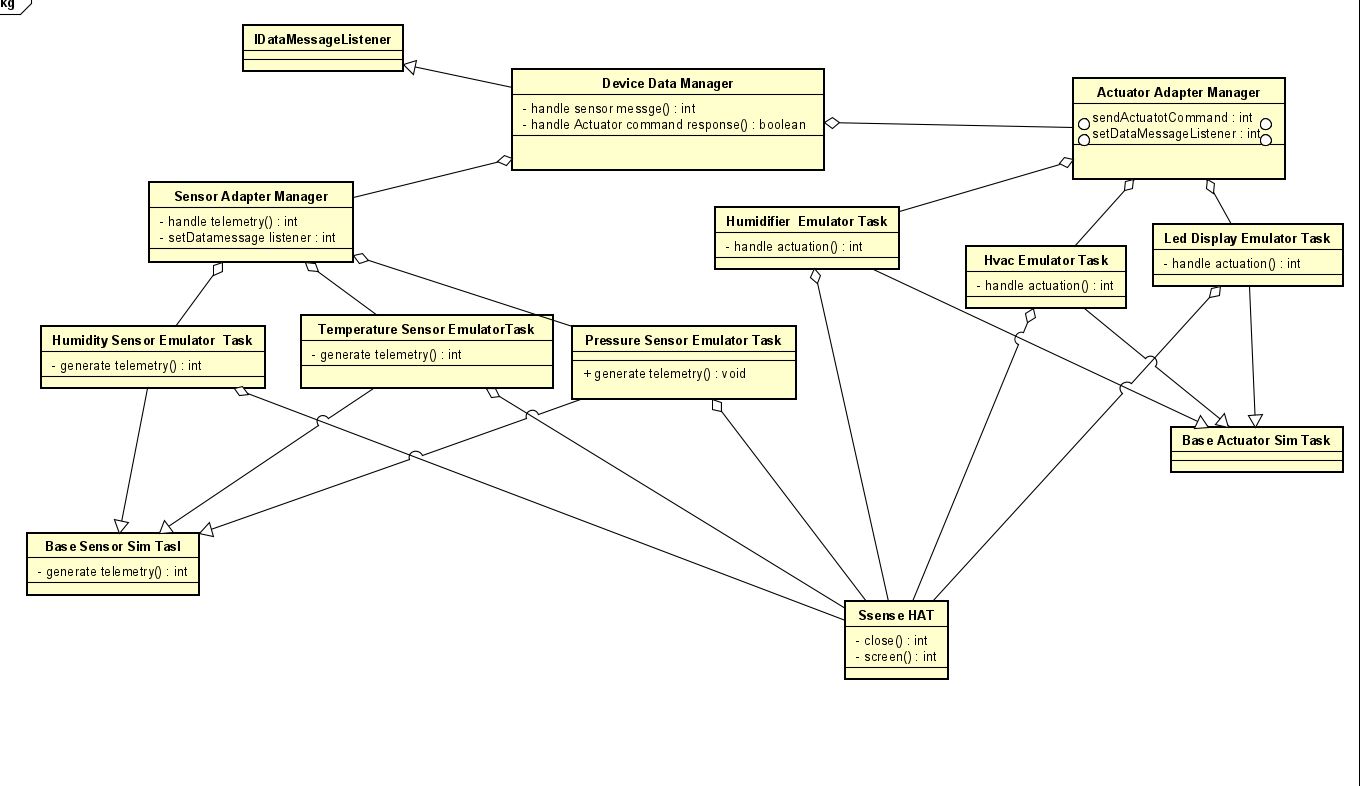 kg
IDataMessageListener
Device Data Manager
- handle sensor messge() : int
- handle Actuator command response() : boolean
Actuator Adapter Manager
sendActuatotCommand : int
setDataMessageListener : int
Sensor Adapter Manager
- handle telemetry() : int
- setDatamessage listener : int
Humidifier Emulator Task
- handle actuation() : int
Hvac Emulator Task
- handle actuation() : int
Led Display Emulator Task
- handle actuation() : int
Humidity Sensor Emulator Task
- generate telemetry() : int
Temperature Sensor EmulatorTask
- generate telemetry() : int
Pressure Sensor Emulator Task
+ generate telemetry() : void
Base Actuator Sim Task
Base Sensor Sim Tasl
- generate telemetry() : int
Ssense HAT
- close() : int
- screen() : int